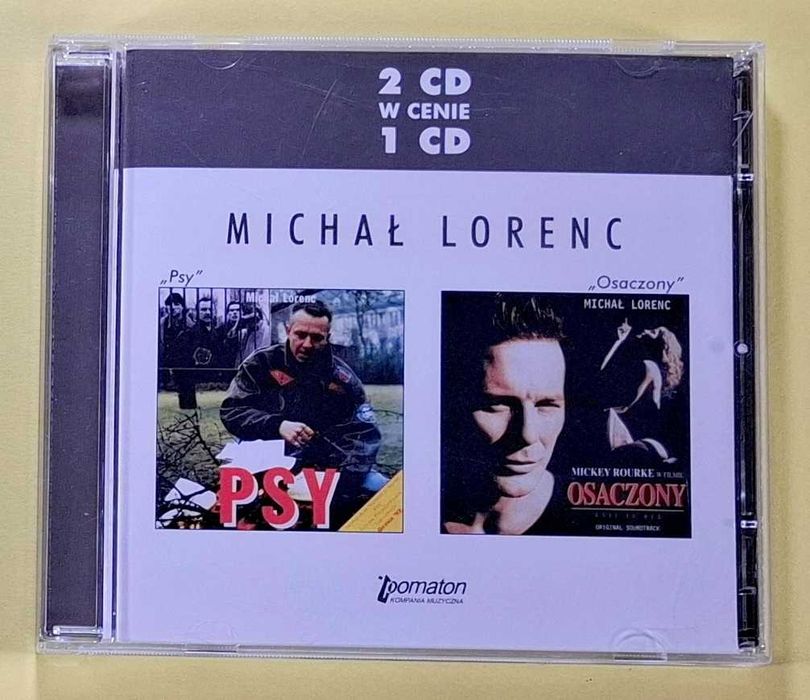 2 CD
W CENIE
1 CD
MICHAŁ LORENC
„Psy"
„Osaczony"
Michał Lorenc
PSY
MICHAŁ LORENC
MICKEY ROURKE W FILMIE
OSACZONY
ORIGINAL SOUNDTRACK
pomaton
KOMPANIA MUZYCZNA